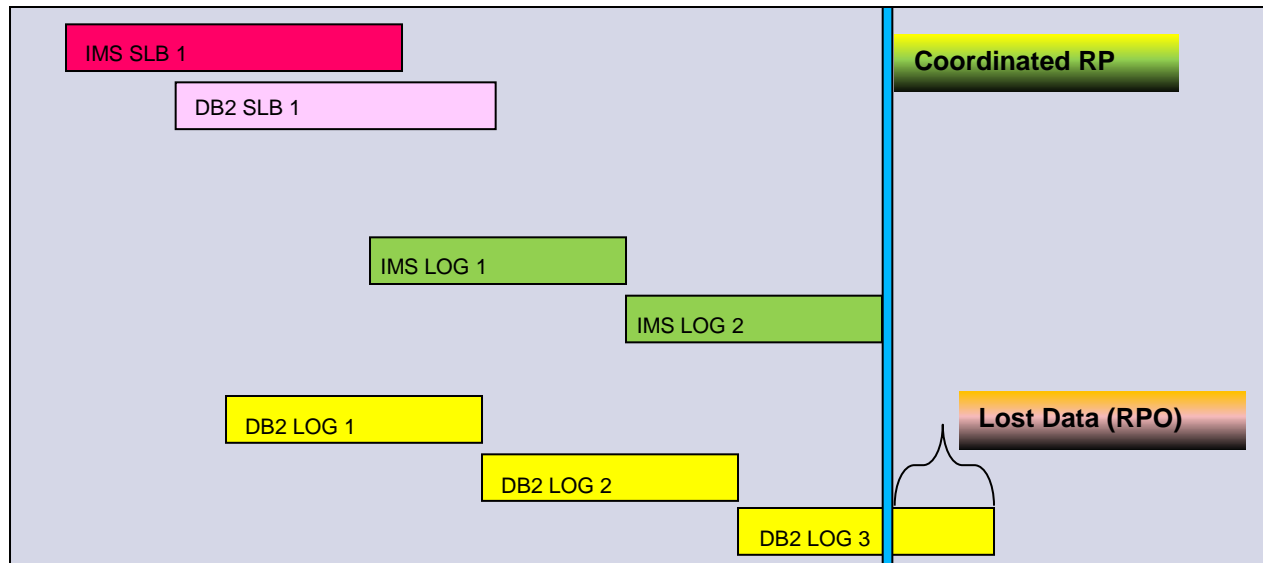 IMS SLB 1
Coordinated RP
DB2 SLB 1
IMS LOG 1
IMS LOG 2
DB2 LOG 1
Lost Data (RPO)
DB2 LOG 2
DB2 LOG 3